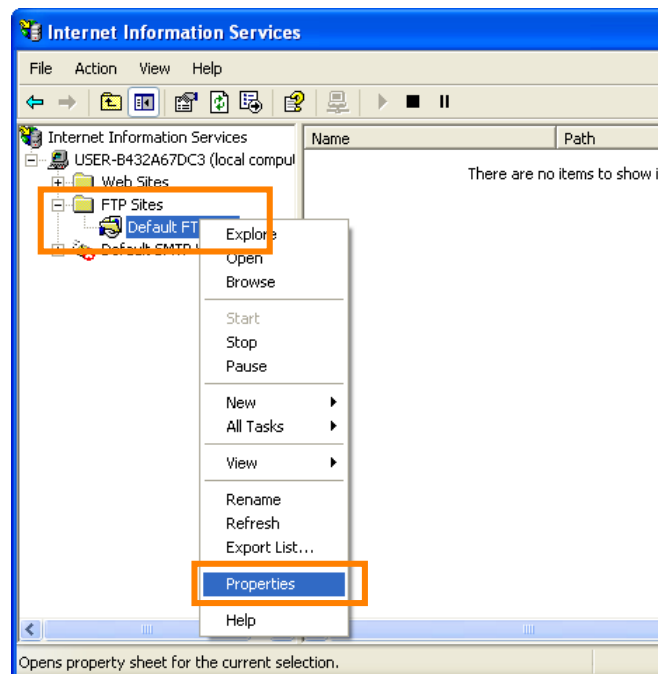 Internet Information Services
File Action View Help
Internet Information Services
USER-B432A67DC3 (local comput
Web Sites
FTP Sites
Default FT
Default SMTP
Name Path
There are no items to show i
Explore
Open
Browse
Start
Stop
Pause
New
All Tasks
View
Rename
Refresh
Export List...
Properties
Help
Opens property sheet for the current selection.